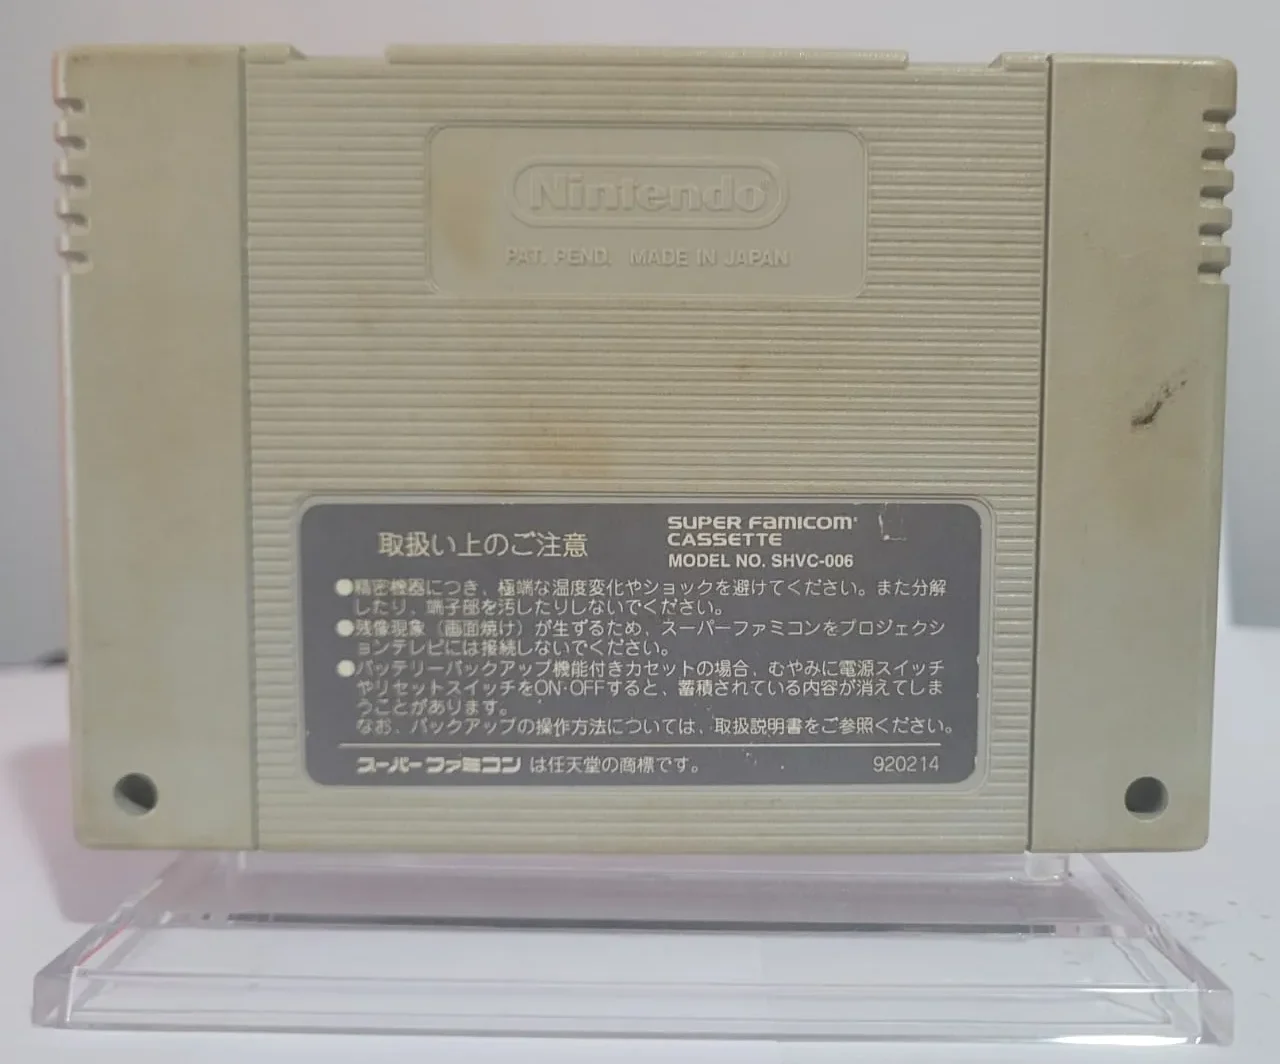 Nintendo
PAT. PEND. MADE IN JAPAN
取扱い上のご注意
SUPER FAMICOM
CASSETTE
MODEL NO. SHVC-006
●精密機器につき、極端な温度変化やショックを避けてください。また分解
したり、端子部を汚したりしないでください。
●残像現象（画面焼け）が生ずるため、スーパーファミコンをプロジェクシ
ョンテレビには接続しないでください。
●バッテリーバックアップ機能付きカセットの場合、むやみに電源スイッチ
やリセットスイッチをON·OFFすると、蓄積されている内容が消えてしま
うことがあります。
なお、バックアップの操作方法については、取扱説明書をご参照ください。
スーパーファミコンは任天堂の商標です。 920214